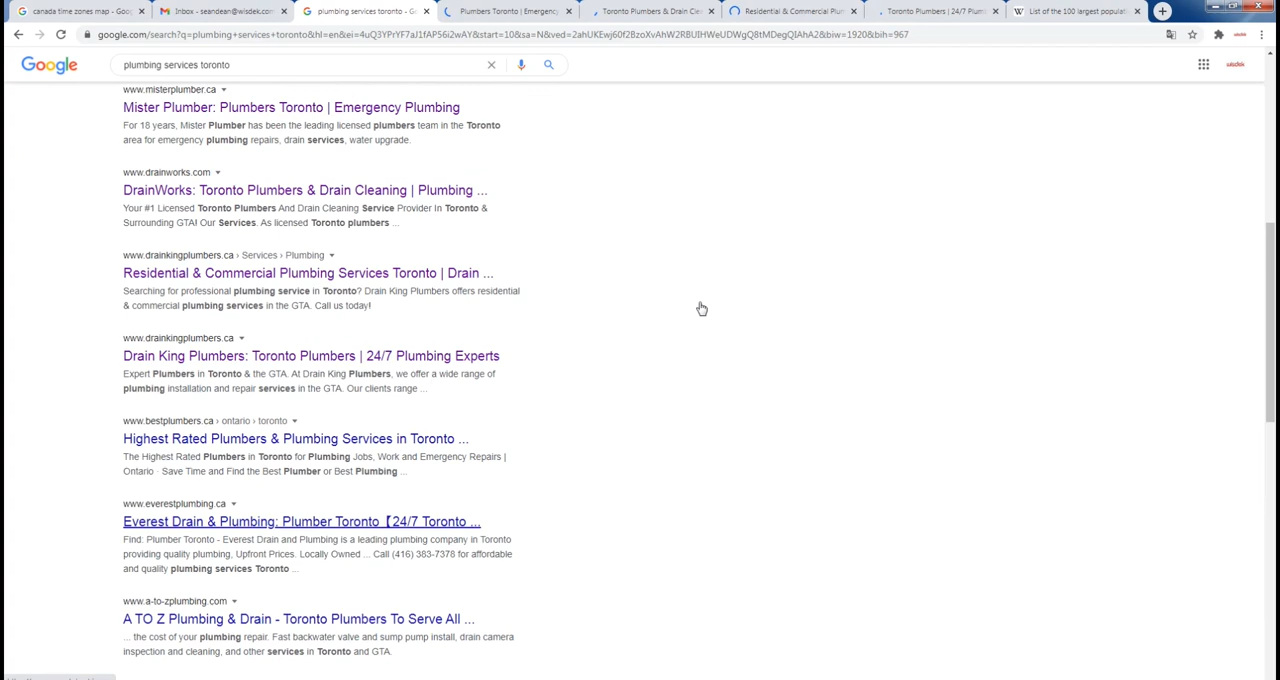 canada time zones map - Goog
Inbox - seandean@wisdek.com
plumbing services toronto - Go
Plumbers Toronto | Emergency
Toronto Plumbers & Drain Cle
Residential & Commercial Plum
Toronto Plumbers | 24/7 Plum
List of the 100 largest populati
google.com/search?q=plumbing+services+toronto&hl=en&ei=4uQ3YPrYF7aJ1fAP56i2wAY&start=10&sa=N&ved=2ahUKEwj60f2BzoXvAhW2RBUIHWeUDWgQ8tMDegQIAhA2&biw=1920&bih=967
Google
plumbing services toronto
wisdek
www.misterplumber.ca
Mister Plumber: Plumbers Toronto | Emergency Plumbing
For 18 years, Mister Plumber has been the leading licensed plumbers team in the Toronto
area for emergency plumbing repairs, drain services, water upgrade.
www.drainworks.com
DrainWorks: Toronto Plumbers & Drain Cleaning | Plumbing ...
Your #1 Licensed Toronto Plumbers And Drain Cleaning Service Provider In Toronto &
Surrounding GTA! Our Services. As licensed Toronto plumbers ...
www.drainkingplumbers.ca › Services › Plumbing
Residential & Commercial Plumbing Services Toronto | Drain ...
Searching for professional plumbing service in Toronto? Drain King Plumbers offers residential
& commercial plumbing services in the GTA. Call us today!
www.drainkingplumbers.ca
Drain King Plumbers: Toronto Plumbers | 24/7 Plumbing Experts
Expert Plumbers in Toronto & the GTA. At Drain King Plumbers, we offer a wide range of
plumbing installation and repair services in the GTA. Our clients range ...
www.bestplumbers.ca › ontario › toronto
Highest Rated Plumbers & Plumbing Services in Toronto ...
The Highest Rated Plumbers in Toronto for Plumbing Jobs, Work and Emergency Repairs |
Ontario · Save Time and Find the Best Plumber or Best Plumbing ...
www.everestplumbing.ca
Everest Drain & Plumbing: Plumber Toronto【24/7 Toronto ...
Find: Plumber Toronto - Everest Drain and Plumbing is a leading plumbing company in Toronto
providing quality plumbing, Upfront Prices. Locally Owned ... Call (416) 383-7378 for affordable
and quality plumbing services Toronto ...
www.a-to-zplumbing.com
A TO Z Plumbing & Drain - Toronto Plumbers To Serve All ...
... the cost of your plumbing repair. Fast backwater valve and sump pump install, drain camera
inspection and cleaning, and other services in Toronto and GTA.